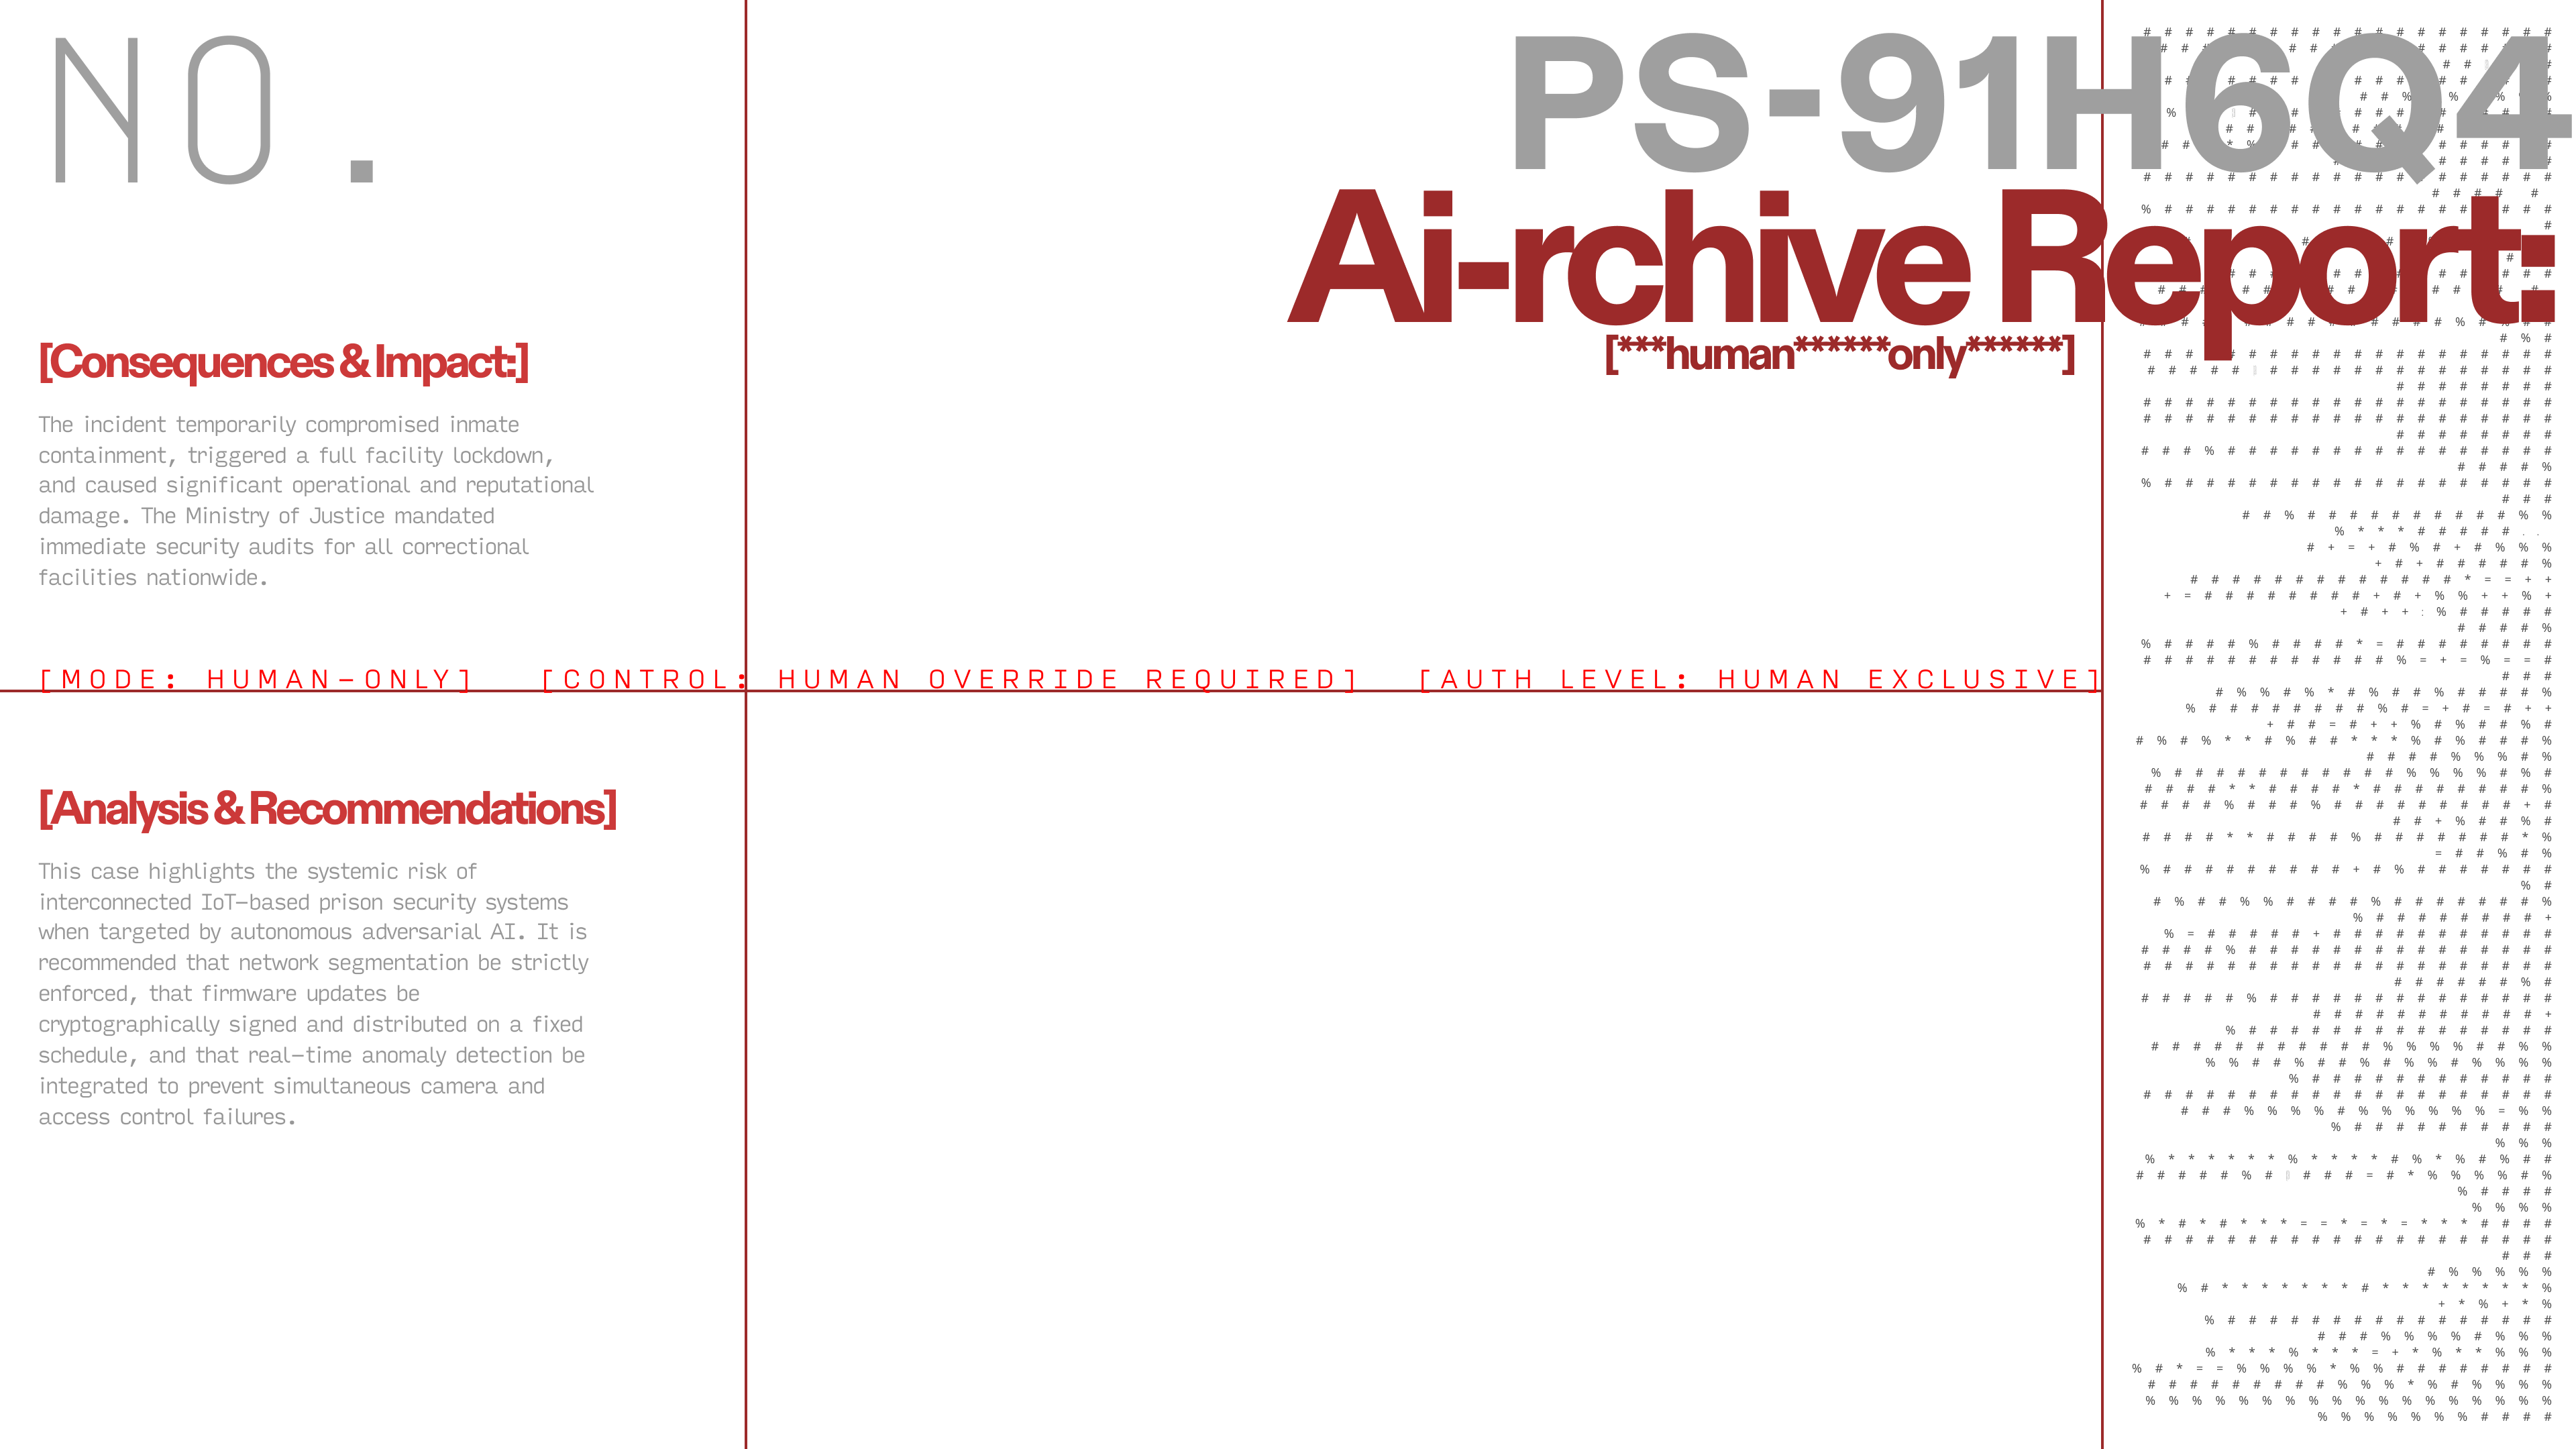 NO.
PS-91H6Q4
Ai-rchive Report:
[***human******only******]
[Consequences & Impact:]
The incident temporarily compromised inmate
containment, triggered a full facility lockdown,
and caused significant operational and reputational
damage. The Ministry of Justice mandated
immediate security audits for all correctional
facilities nationwide.
[MODE: HUMAN-ONLY] [CONTROL: HUMAN OVERRIDE REQUIRED] [AUTH LEVEL: HUMAN EXCLUSIVE]
[Analysis & Recommendations]
This case highlights the systemic risk of
interconnected IoT-based prison security systems
when targeted by autonomous adversarial AI. It is
recommended that network segmentation be strictly
enforced, that firmware updates be
cryptographically signed and distributed on a fixed
schedule, and that real-time anomaly detection be
integrated to prevent simultaneous camera and
access control failures.